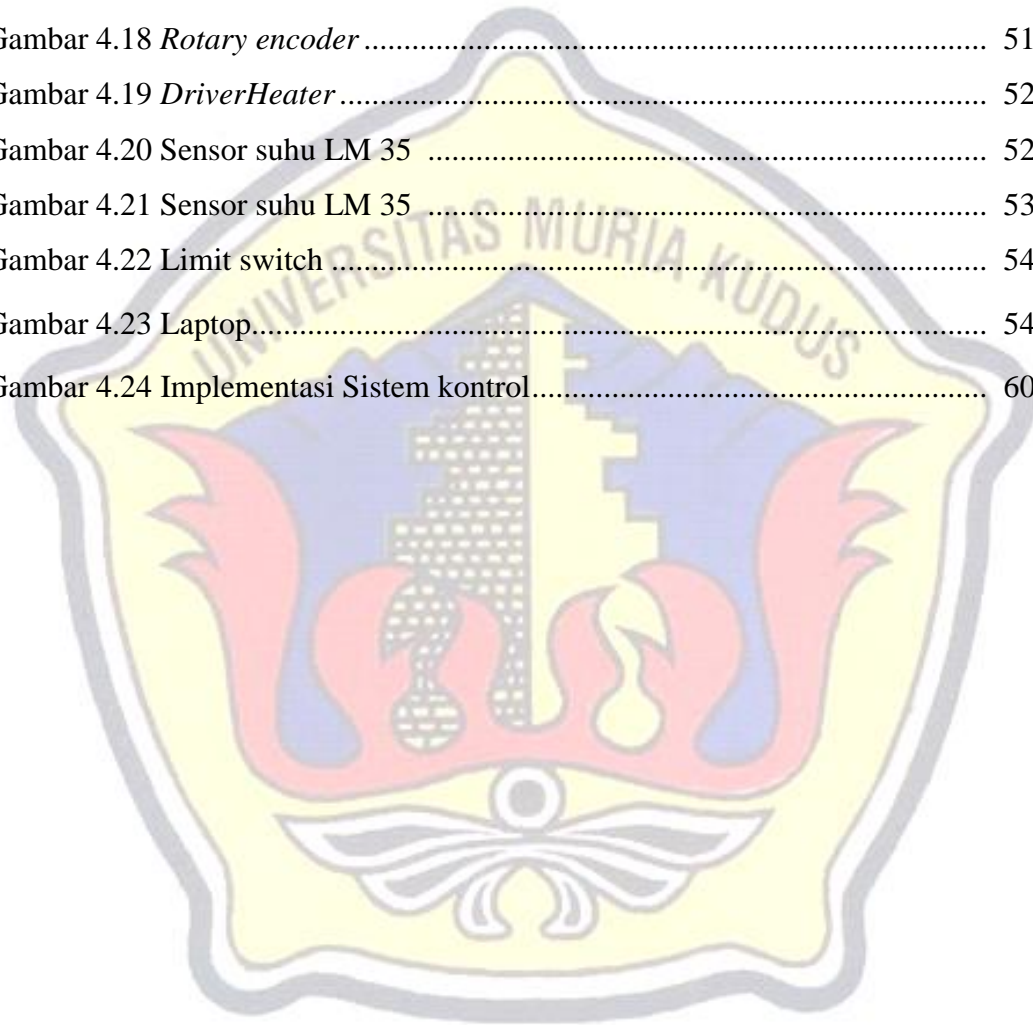 Gambar 4.18 Rotary encoder ........................................................................... 51
Gambar 4.19 DriverHeater .............................................................................. 52
Gambar 4.20 Sensor suhu LM 35 .................................................................... 52
Gambar 4.21 Sensor suhu LM 35 .................................................................... 53
Gambar 4.22 Limit switch ............................................................................... 54
Gambar 4.23 Laptop......................................................................................... 54
Gambar 4.24 Implementasi Sistem kontrol....................................................... 60
UNIVERSITAS MURIA KUDUS